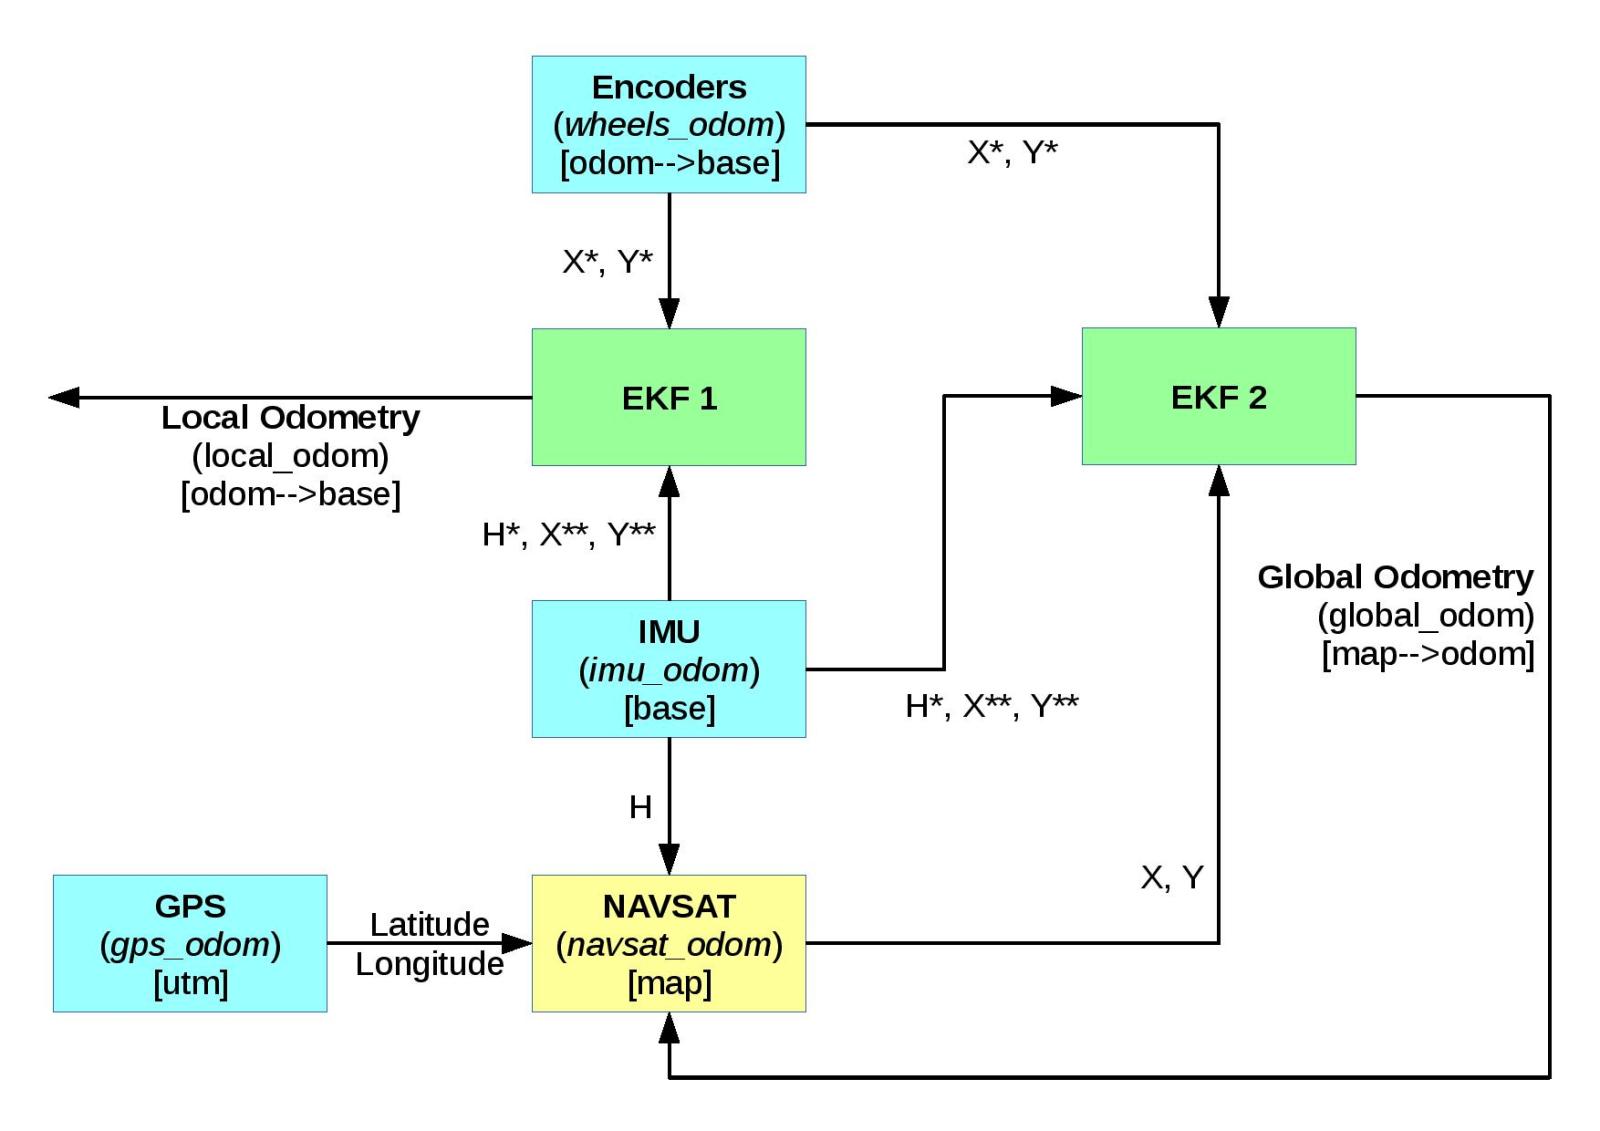 Encoders
(wheels_odom)
[odom-->base]
X*, Y*
X*, Y*
EKF 1
EKF 2
Local Odometry
(local_odom)
[odom-->base]
H*, X**, Y**
Global Odometry
(global_odom)
[map-->odom]
IMU
(imu_odom)
[base]
H*, X**, Y**
H
X, Y
GPS
(gps_odom)
[utm]
Latitude
Longitude
NAVSAT
(navsat_odom)
[map]